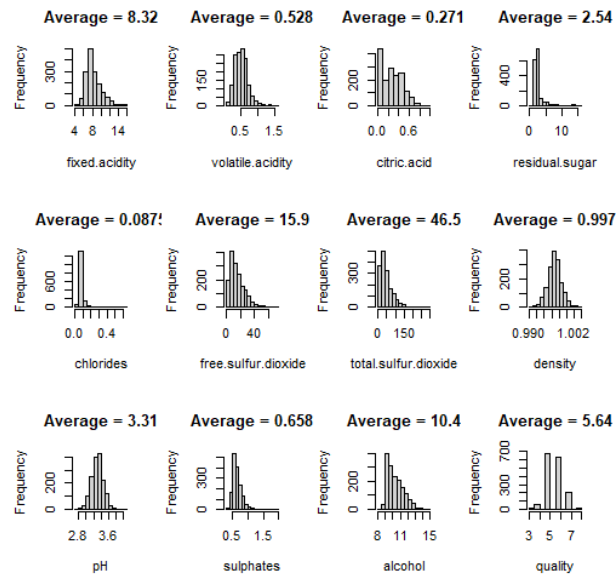 Average = 8.32 Average = 0.528 Average = 0.271 Average = 2.54
Frequency Frequency Frequency Frequency
0 300 0 150 0 200 0 400
4 8 14 0.5 1.5 0.0 0.6 0 10
fixed.acidity volatile.acidity citric.acid residual.sugar
Average = 0.0875 Average = 15.9 Average = 46.5 Average = 0.997
Frequency Frequency Frequency Frequency
0 600 0 200 0 300 0 200
0.0 0.4 0 40 0 150 0.990 1.002
chlorides free.sulfur.dioxide total.sulfur.dioxide density
Average = 3.31 Average = 0.658 Average = 10.4 Average = 5.64
Frequency Frequency Frequency Frequency
0 200 0 300 0 200 0 300 700
2.8 3.6 0.5 1.5 8 11 15 3 5 7
pH sulphates alcohol quality